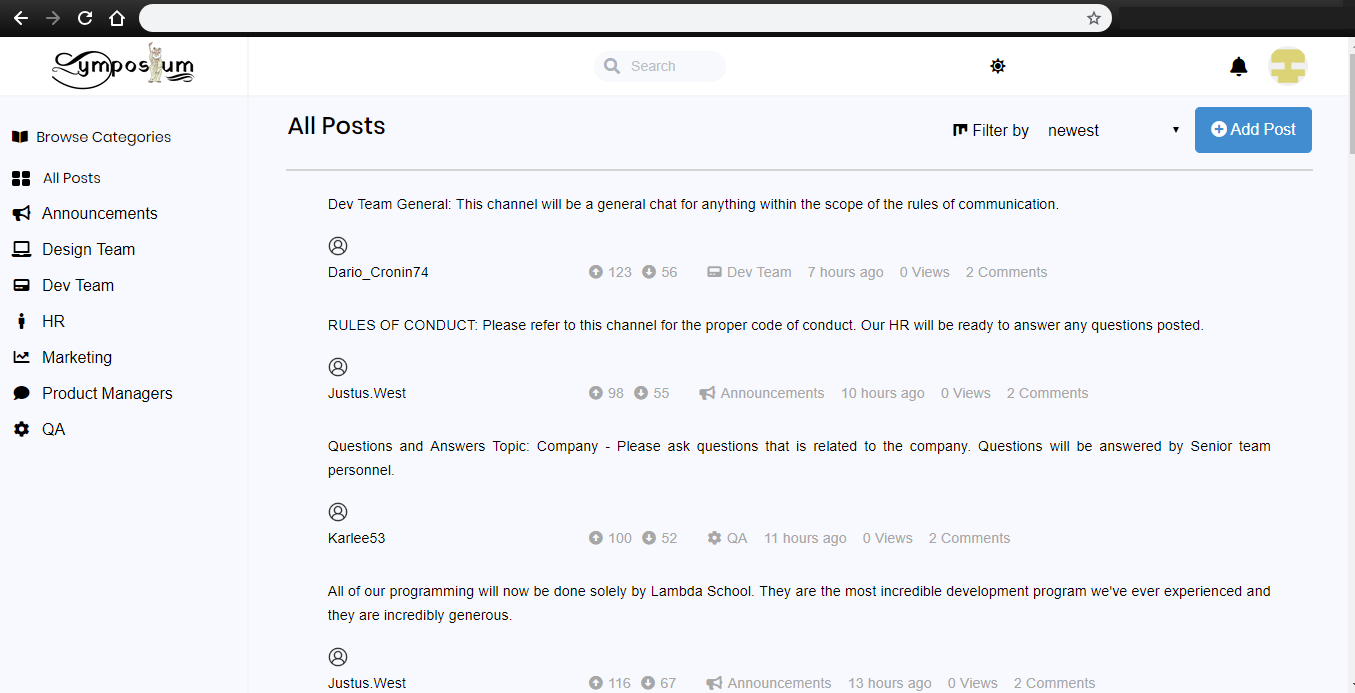 Symposium
Search
Browse Categories
All Posts
Announcements
Design Team
Dev Team
HR
Marketing
Product Managers
QA
All Posts
Filter by newest
Add Post
Dev Team General: This channel will be a general chat for anything within the scope of the rules of communication.
Dario_Cronin74 123 56 Dev Team 7 hours ago 0 Views 2 Comments
RULES OF CONDUCT: Please refer to this channel for the proper code of conduct. Our HR will be ready to answer any questions posted.
Justus.West 98 55 Announcements 10 hours ago 0 Views 2 Comments
Questions and Answers Topic: Company - Please ask questions that is related to the company. Questions will be answered by Senior team
personnel.
Karlee53 100 52 QA 11 hours ago 0 Views 2 Comments
All of our programming will now be done solely by Lambda School. They are the most incredible development program we've ever experienced and
they are incredibly generous.
Justus.West 116 67 Announcements 13 hours ago 0 Views 2 Comments